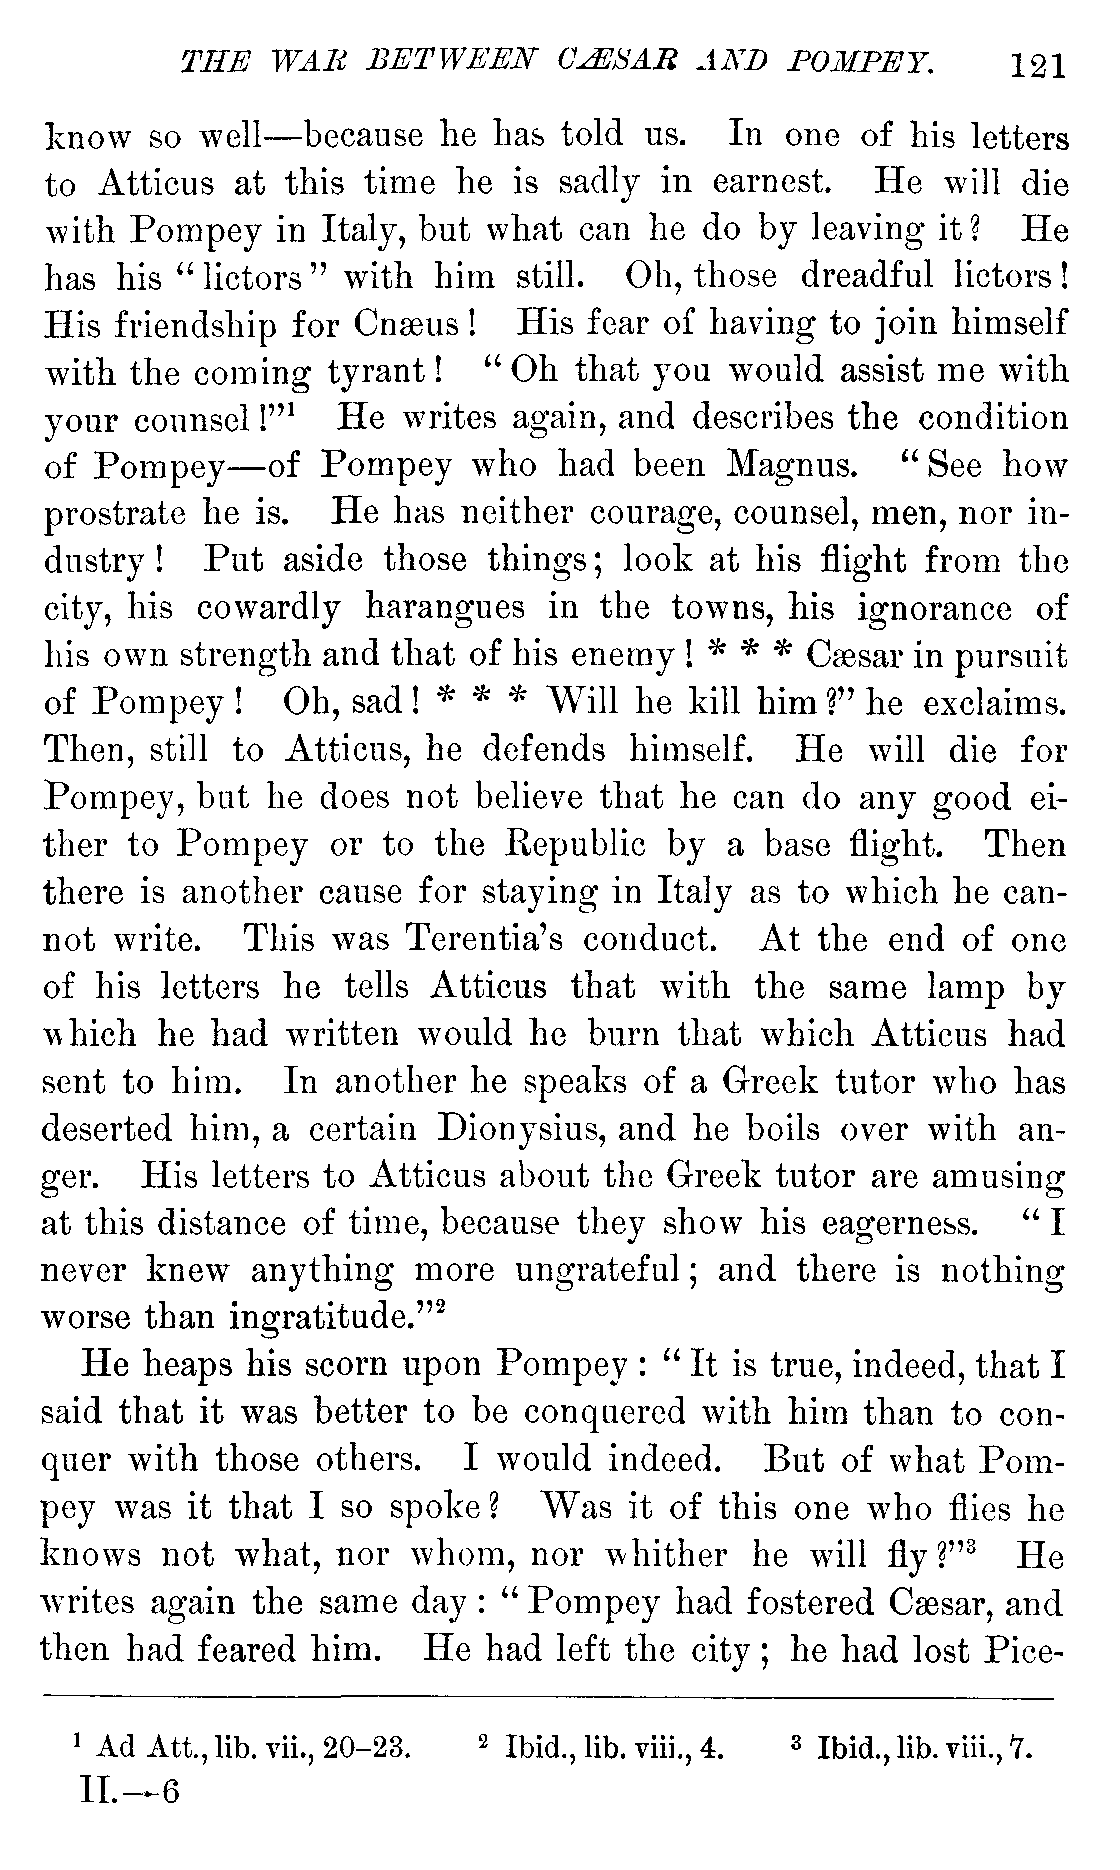 THE WAR BETWEEN CÆSAR AND POMPEY. 121
know so well—because he has told us. In one of his letters
to Atticus at this time he is sadly in earnest. He will die
with Pompey in Italy, but what can he do by leaving it? He
has his "lictors" with him still. Oh, those dreadful lictors!
His friendship for Cnæus! His fear of having to join himself
with the coming tyrant! "Oh that you would assist me with
your counsel!"¹ He writes again, and describes the condition
of Pompey—of Pompey who had been Magnus. "See how
prostrate he is. He has neither courage, counsel, men, nor in-
dustry! Put aside those things; look at his flight from the
city, his cowardly harangues in the towns, his ignorance of
his own strength and that of his enemy! * * * Cæsar in pursuit
of Pompey! Oh, sad! * * * Will he kill him?" he exclaims.
Then, still to Atticus, he defends himself. He will die for
Pompey, but he does not believe that he can do any good ei-
ther to Pompey or to the Republic by a base flight. Then
there is another cause for staying in Italy as to which he can-
not write. This was Terentia's conduct. At the end of one
of his letters he tells Atticus that with the same lamp by
which he had written would he burn that which Atticus had
sent to him. In another he speaks of a Greek tutor who has
deserted him, a certain Dionysius, and he boils over with an-
ger. His letters to Atticus about the Greek tutor are amusing
at this distance of time, because they show his eagerness. "I
never knew anything more ungrateful; and there is nothing
worse than ingratitude."²
He heaps his scorn upon Pompey: "It is true, indeed, that I
said that it was better to be conquered with him than to con-
quer with those others. I would indeed. But of what Pom-
pey was it that I so spoke? Was it of this one who flies he
knows not what, nor whom, nor whither he will fly?"³ He
writes again the same day: "Pompey had fostered Cæsar, and
then had feared him. He had left the city; he had lost Pice-
¹ Ad Att., lib. vii., 20–23. ² Ibid., lib. viii., 4. ³ Ibid., lib. viii., 7.
II.—6